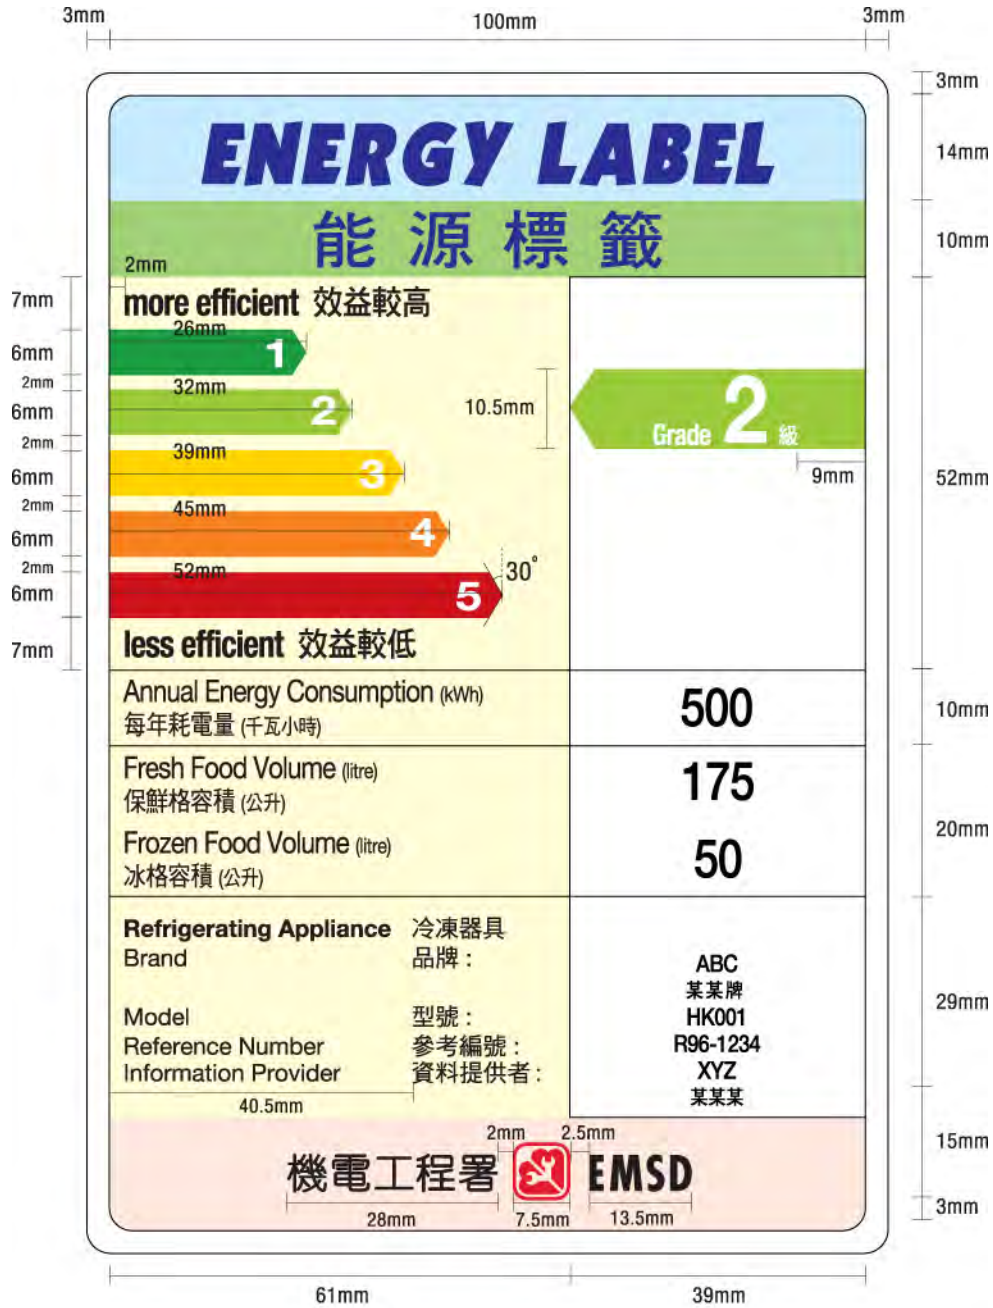 3mm 100mm 3mm
3mm
ENERGY LABEL
14mm
能源標籤
10mm
2mm
7mm
more efficient 效益較高
26mm
6mm
1
2mm
32mm
6mm
2
10.5mm
Grade 2 級
2mm
39mm
9mm
6mm
3
52mm
2mm
45mm
6mm
4
2mm
52mm
30°
6mm
5
7mm
less efficient 效益較低
Annual Energy Consumption (kWh)
每年耗電量 (千瓦小時)
500
10mm
Fresh Food Volume (litre)
保鮮格容積 (公升)
175
20mm
Frozen Food Volume (litre)
冰格容積 (公升)
50
Refrigerating Appliance 冷凍器具
Brand 品牌 : ABC
某某牌
29mm
Model 型號 : HK001
Reference Number 參考編號 : R96-1234
Information Provider 資料提供者 : XYZ
某某某
40.5mm
2mm 2.5mm
15mm
機電工程署 EMSD
28mm 7.5mm 13.5mm
3mm
61mm 39mm